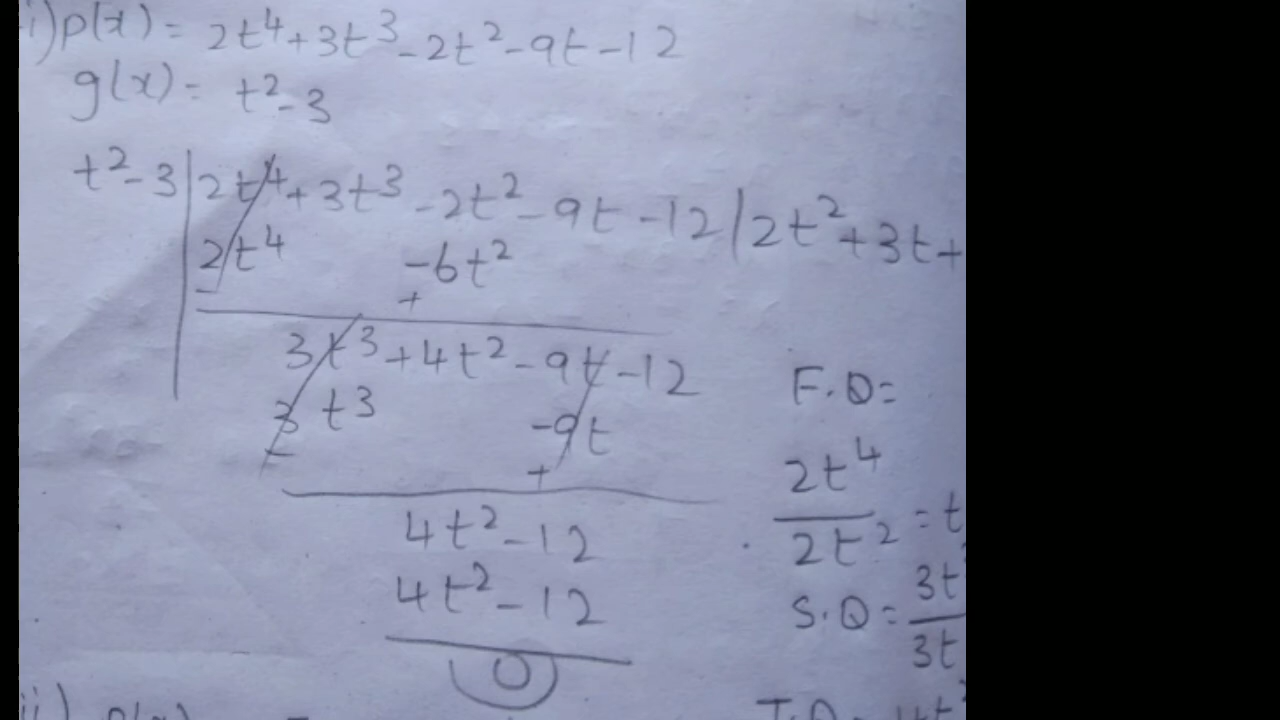 i) p(x) = 2t⁴+3t³-2t²-9t-12
g(x) = t²-3
t²-3 | 2t⁴+3t³-2t²-9t-12 | 2t²+3t+
2t⁴ -6t²
- +
3t³+4t²-9t-12
3t³ -9t
- +
4t²-12
4t²-12
0
F.Q=
2t⁴
2t² = t
S.Q= 3t
3t
ii)